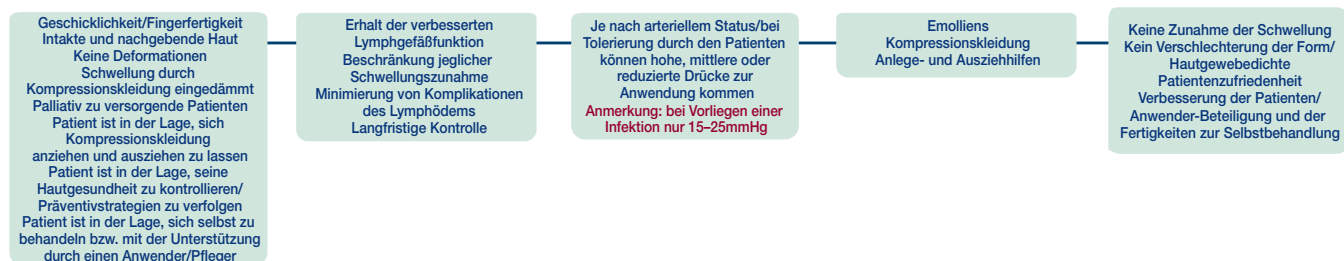 Geschicklichkeit/Fingerfertigkeit
Intakte und nachgebende Haut
Keine Deformationen
Schwellung durch
Kompressionskleidung eingedämmt
Palliativ zu versorgende Patienten
Patient ist in der Lage, sich
Kompressionskleidung
anziehen und ausziehen zu lassen
Patient ist in der Lage, seine
Hautgesundheit zu kontrollieren/
Präventivstrategien zu verfolgen
Patient ist in der Lage, sich selbst zu
behandeln bzw. mit der Unterstützung
durch einen Anwender/Pfleger
Erhalt der verbesserten
Lymphgefäßfunktion
Beschränkung jeglicher
Schwellungszunahme
Minimierung von Komplikationen
des Lymphödems
Langfristige Kontrolle
Je nach arteriellem Status/bei
Tolerierung durch den Patienten
können hohe, mittlere oder
reduzierte Drücke zur
Anwendung kommen
Anmerkung: bei Vorliegen einer
Infektion nur 15–25mmHg
Emolliens
Kompressionskleidung
Anlege- und Ausziehhilfen
Keine Zunahme der Schwellung
Kein Verschlechterung der Form/
Hautgewebedichte
Patientenzufriedenheit
Verbesserung der Patienten/
Anwender-Beteiligung und der
Fertigkeiten zur Selbstbehandlung